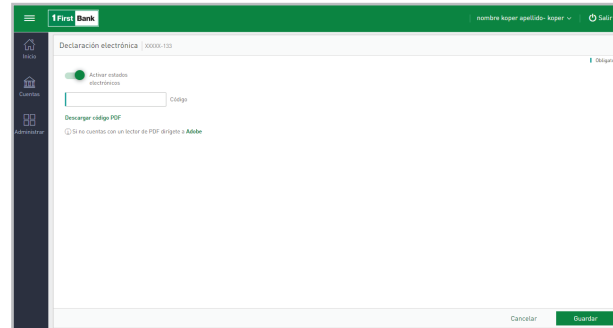 1First Bank
nombre koper apellido- koper
Salir
Inicio
Cuentas
Administrar
Declaración electrónica | XXXXX-133
Activar estados
electrónicos
Código
Descargar código PDF
Si no cuentas con un lector de PDF dirígete a Adobe
Cancelar
Guardar